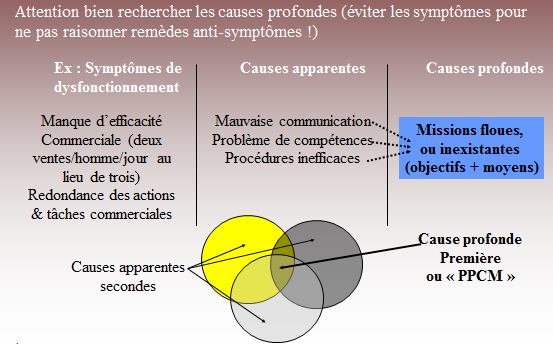 Attention bien rechercher les causes profondes (éviter les symptômes pour
ne pas raisonner remèdes anti-symptômes !)
Ex : Symptômes de
dysfonctionnement
Manque d’efficacité
Commerciale (deux
ventes/homme/jour au
lieu de trois)
Redondance des actions
& tâches commerciales
Causes apparentes
Mauvaise communication
Problème de compétences
Procédures inefficaces
Causes profondes
Missions floues,
ou inexistantes
(objectifs + moyens)
Causes apparentes
secondes
Cause profonde
Première
ou « PPCM »